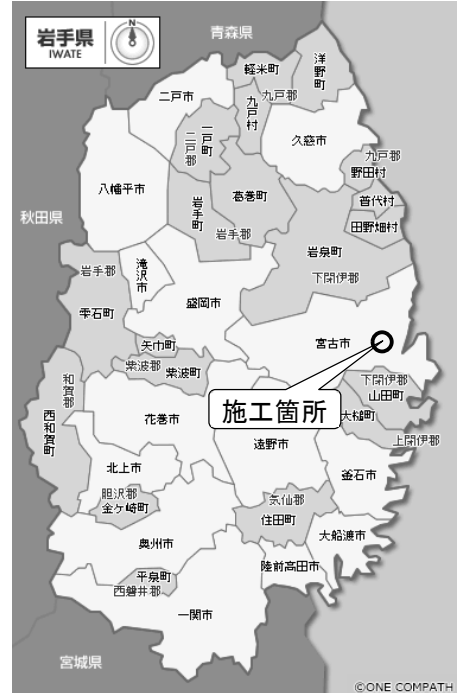 岩手県
IWATE
N
青森県
洋野町
軽米町
九戸郡
二戸市
九戸村
一戸町
二戸郡
久慈市
九戸郡
野田村
八幡平市
岩手町
葛巻町
岩手郡
普代村
田野畑村
秋田県
岩泉町
下閉伊郡
岩手郡
滝沢市
雫石町
盛岡市
宮古市
矢巾町
紫波郡
紫波町
和賀郡
西和賀町
下閉伊郡
山田町
施工箇所
花巻市
大槌町
上閉伊郡
遠野市
北上市
釜石市
胆沢郡
金ケ崎町
気仙郡
住田町
奥州市
大船渡市
平泉町
西磐井郡
陸前高田市
一関市
宮城県
©ONE COMPATH